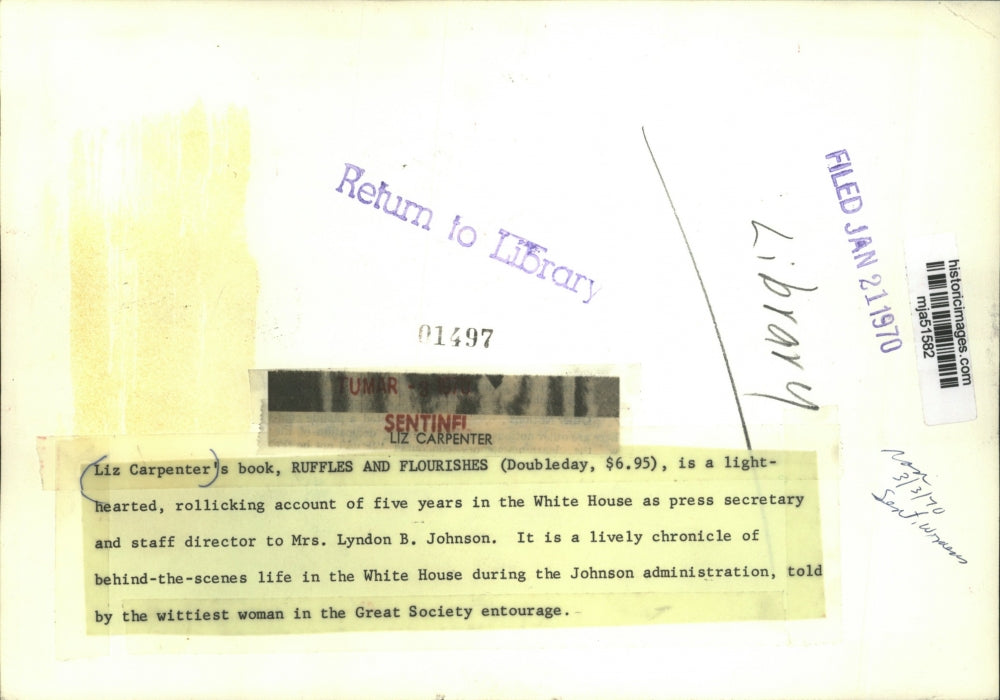 Return to Library
FILED JAN 21 1970
Library
historicimages.com
mja51582
01497
SENTINEL
LIZ CARPENTER
Liz Carpenter's book, RUFFLES AND FLOURISHES (Doubleday, $6.95), is a light-
hearted, rollicking account of five years in the White House as press secretary
and staff director to Mrs. Lyndon B. Johnson. It is a lively chronicle of
behind-the-scenes life in the White House during the Johnson administration, told
by the wittiest woman in the Great Society entourage.
3/3/70